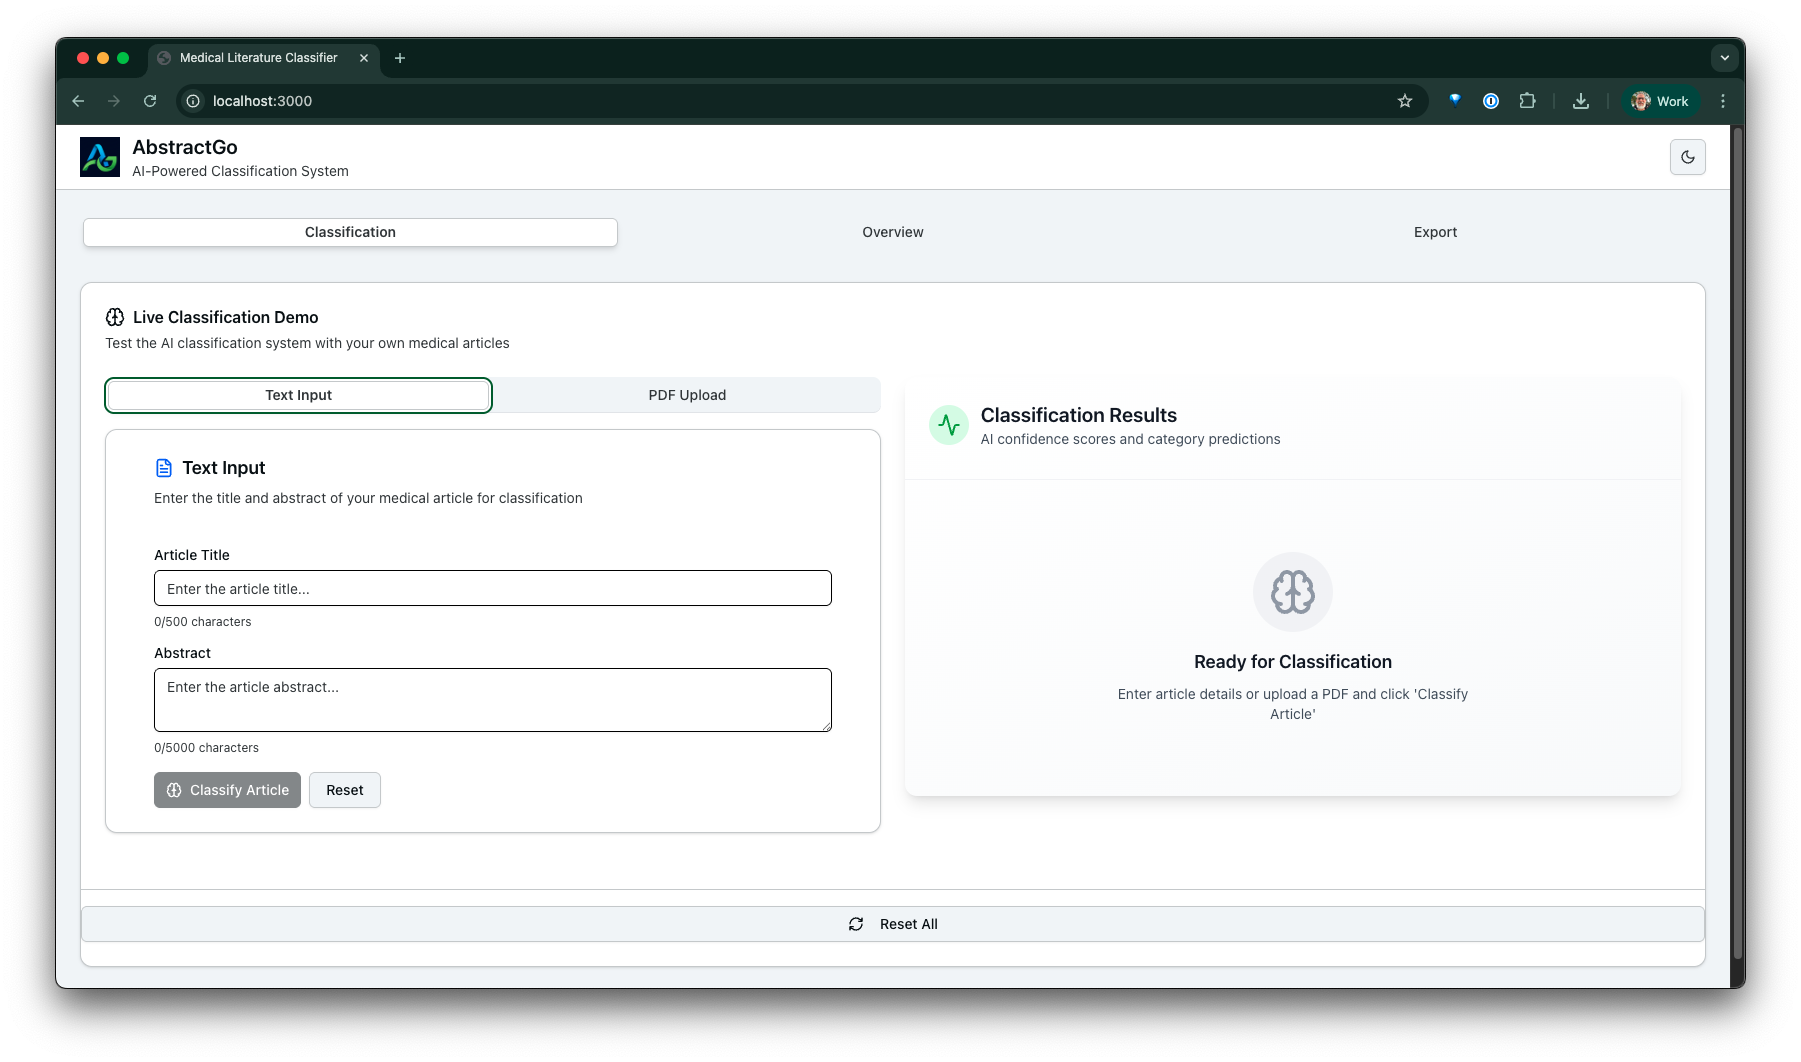 Medical Literature Classifier
localhost:3000
Work
AbstractGo
AI-Powered Classification System
Classification
Overview
Export
Live Classification Demo
Test the AI classification system with your own medical articles
Text Input
PDF Upload
Text Input
Enter the title and abstract of your medical article for classification
Article Title
Enter the article title...
0/500 characters
Abstract
Enter the article abstract...
0/5000 characters
Classify Article
Reset
Classification Results
AI confidence scores and category predictions
Ready for Classification
Enter article details or upload a PDF and click 'Classify
Article'
Reset All